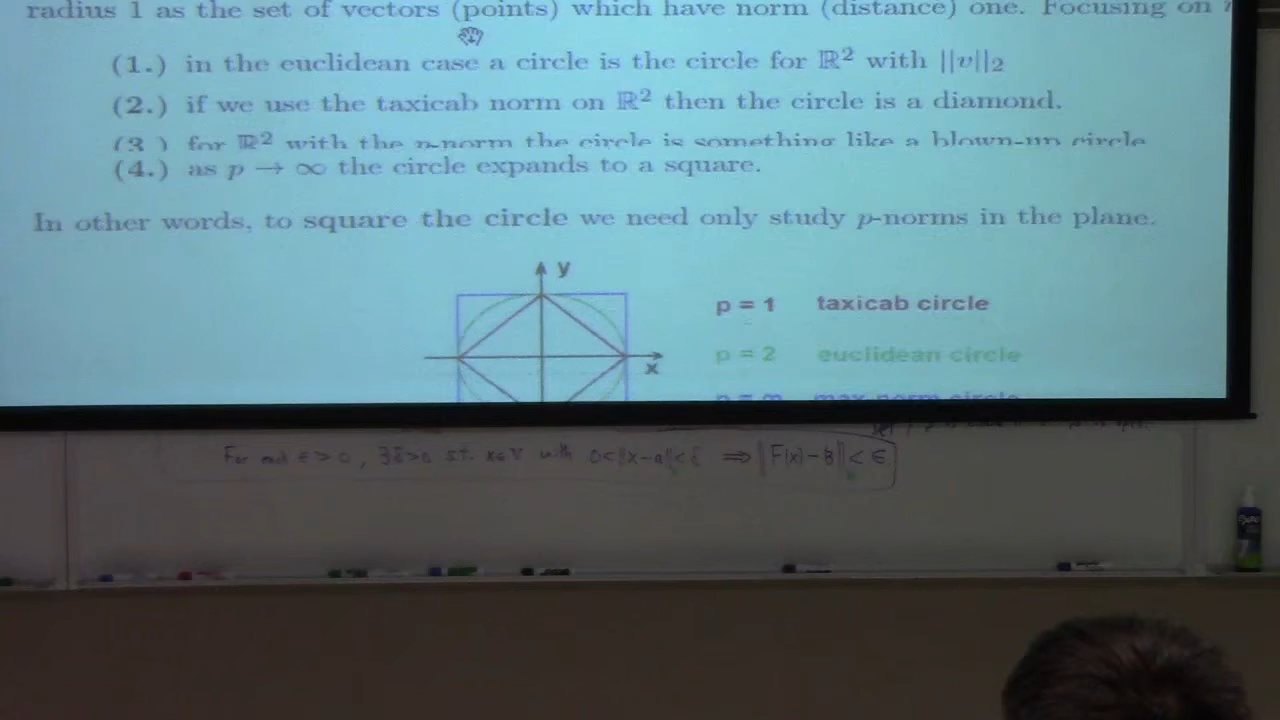 radius 1 as the set of vectors (points) which have norm (distance) one. Focusing on
(1.) in the euclidean case a circle is the circle for ℝ² with ||v||₂
(2.) if we use the taxicab norm on ℝ² then the circle is a diamond.
(3.) for ℝ² with the p-norm the circle is something like a blown-up circle
(4.) as p → ∞ the circle expands to a square.
In other words, to square the circle we need only study p-norms in the plane.
y
x
p = 1 taxicab circle
p = 2 euclidean circle
p = ∞ max norm circle
For each ε > 0, ∃δ>0 s.t. x∈V with 0<||x-a||<δ ⟹ ||F(x)-B||<ε
Expo